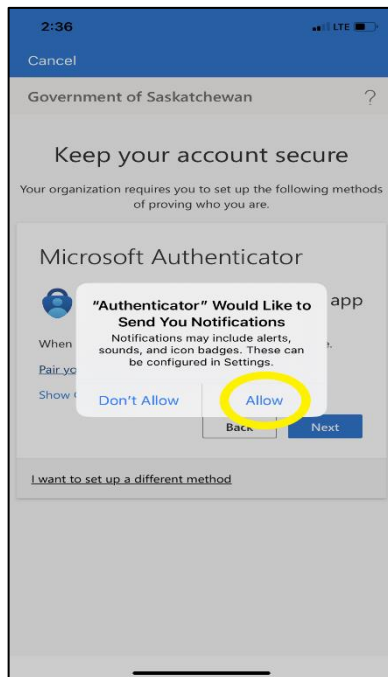 2:36
LTE
Cancel
Government of Saskatchewan ?
Keep your account secure
Your organization requires you to set up the following methods
of proving who you are.
Microsoft Authenticator
app
"Authenticator" Would Like to
Send You Notifications
Notifications may include alerts,
sounds, and icon badges. These can
be configured in Settings.
When
Pair yo
Show
Don't Allow
Allow
Back
Next
I want to set up a different method